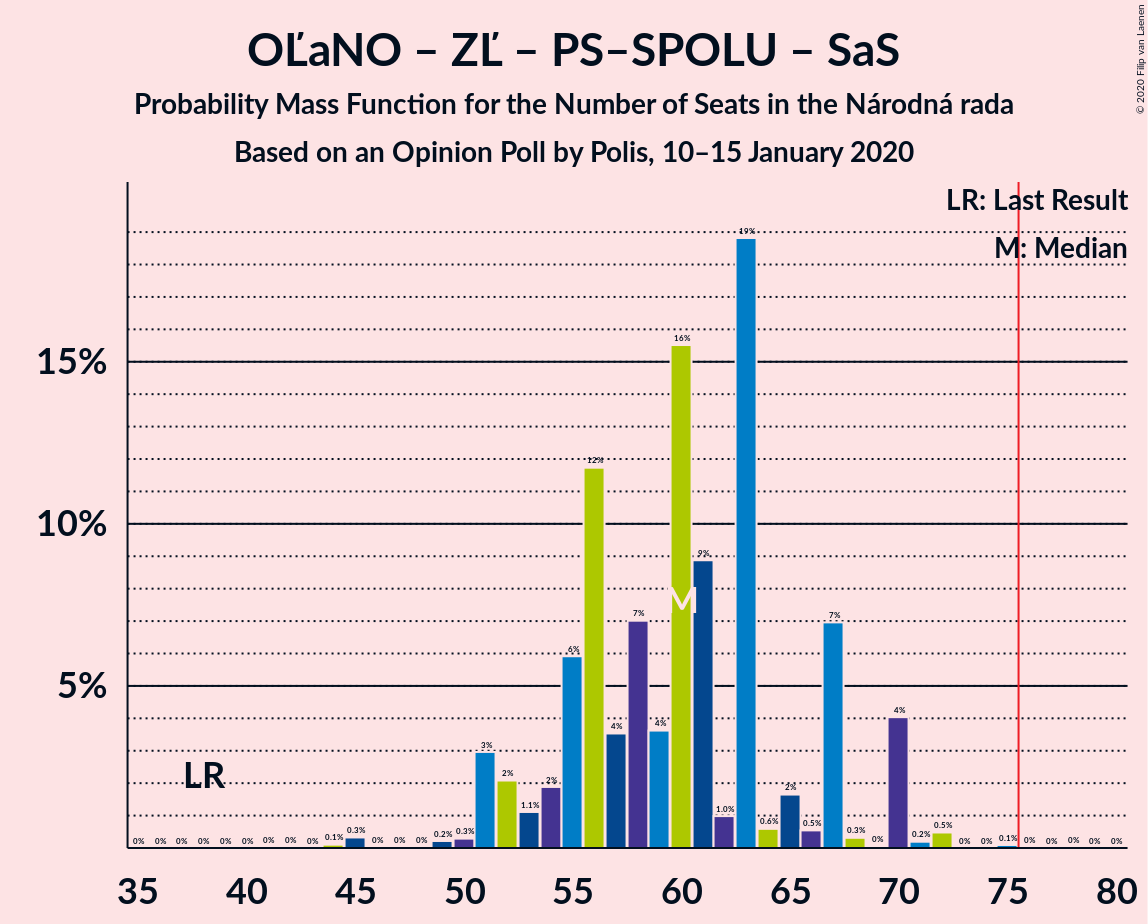 OĽaNO – ZĽ – PS–SPOLU – SaS
Probability Mass Function for the Number of Seats in the Národná rada
Based on an Opinion Poll by Polis, 10–15 January 2020
© 2020 Filip van Laenen
LR: Last Result
M: Median
15%
10%
5%
LR
M
0% 0% 0% 0% 0% 0% 0% 0% 0% 0.1% 0.3% 0% 0% 0% 0.2% 0.3% 3% 2% 1.1% 2% 6% 12% 4% 7% 4% 16% 9% 1.0% 19% 0.6% 2% 0.5% 7% 0.3% 0% 4% 0.2% 0.5% 0% 0% 0.1% 0% 0% 0% 0% 0%
35 40 45 50 55 60 65 70 75 80